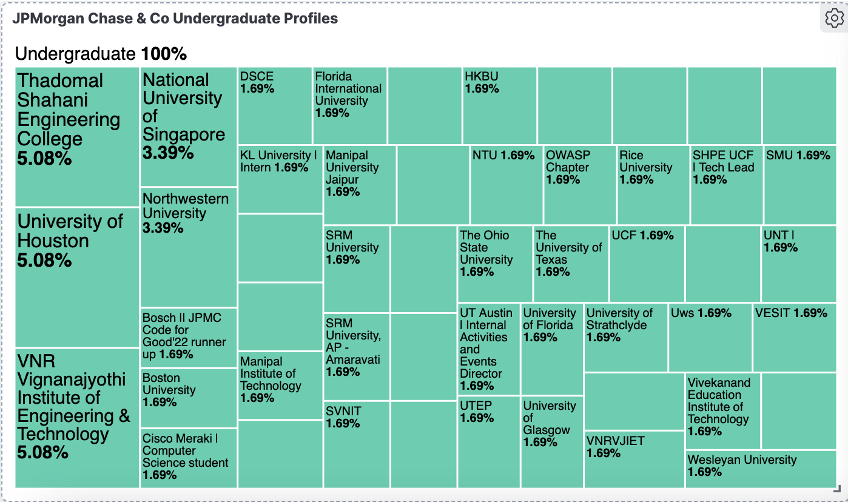 JPMorgan Chase & Co Undergraduate Profiles
Undergraduate 100%
Thadomal
Shahani
Engineering
College
5.08%
University of
Houston
5.08%
VNR
Vignanajyothi
Institute of
Engineering &
Technology
5.08%
National
University
of
Singapore
3.39%
Northwestern
University
3.39%
Bosch II JPMC
Code for
Good'22 runner
up 1.69%
Boston
University
1.69%
Cisco Meraki |
Computer
Science student
1.69%
DSCE
1.69%
Florida
International
University
1.69%
HKBU
1.69%
KL University |
Intern 1.69%
Manipal
University
Jaipur
1.69%
NTU 1.69%
OWASP
Chapter
1.69%
Rice
University
1.69%
SHPE UCF
| Tech Lead
1.69%
SMU 1.69%
Manipal
Institute of
Technology
1.69%
SRM
University
1.69%
SRM
University,
AP -
Amaravati
1.69%
SVNIT
1.69%
The Ohio
State
University
1.69%
The
University of
Texas
1.69%
UCF 1.69%
UNT |
1.69%
UT Austin
| Internal
Activities
and
Events
Director
1.69%
University
of Florida
1.69%
University of
Strathclyde
1.69%
Uws 1.69%
VESIT 1.69%
UTEP
1.69%
University
of
Glasgow
1.69%
VNRVJIET
1.69%
Vivekanand
Education
Institute of
Technology
1.69%
Wesleyan University
1.69%